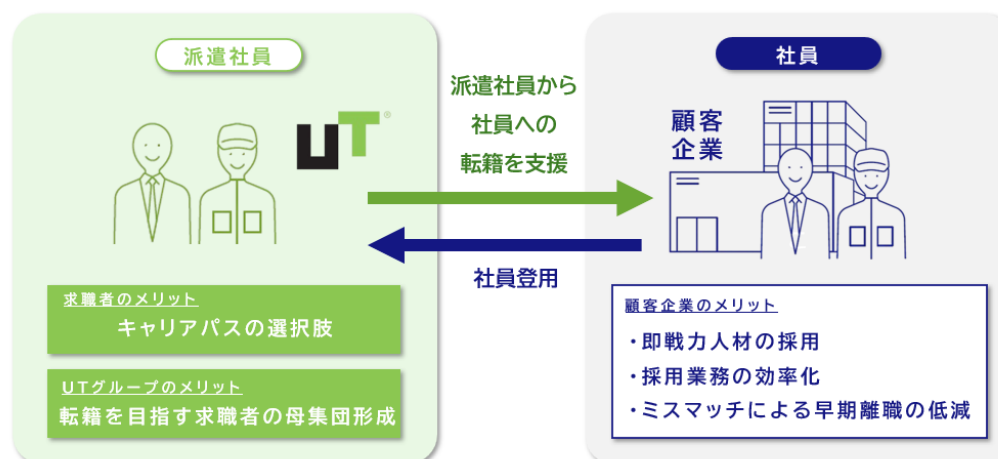 派遣社員
UT®
求職者のメリット
キャリアパスの選択肢
UTグループのメリット
転籍を目指す求職者の母集団形成
派遣社員から
社員への
転籍を支援
社員登用
社員
顧客
企業
顧客企業のメリット
・即戦力人材の採用
・採用業務の効率化
・ミスマッチによる早期離職の低減